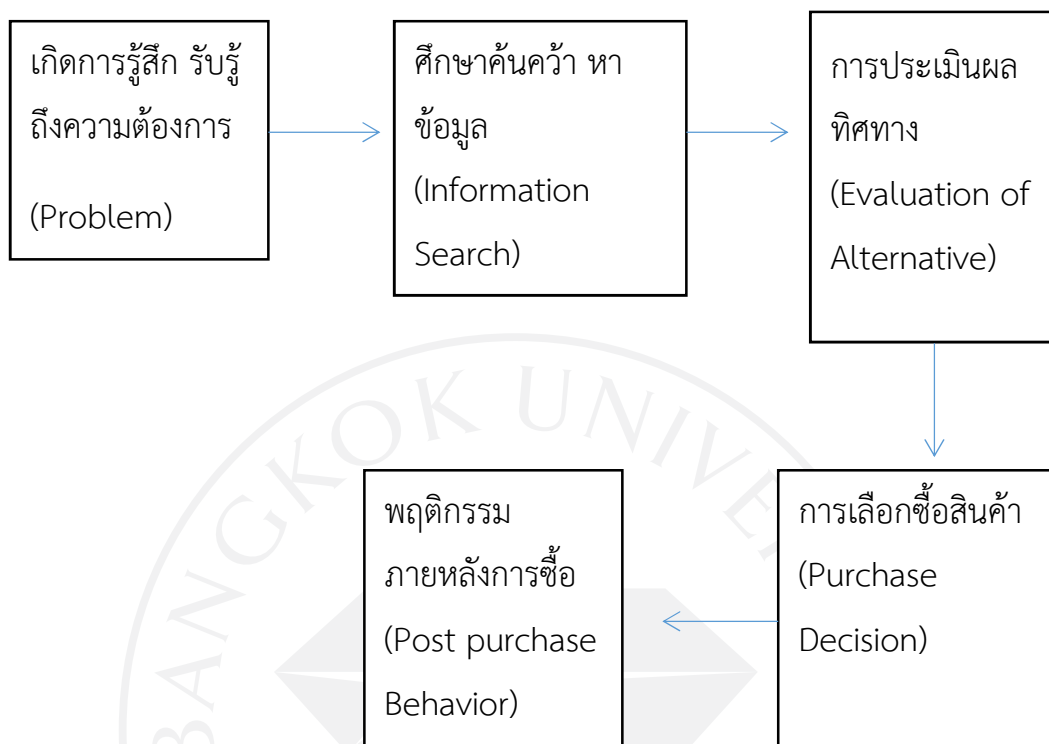 เกิดการรู้สึก รับรู้
ถึงความต้องการ
(Problem)
ศึกษาค้นคว้า หา
ข้อมูล
(Information
Search)
การประเมินผล
ทิศทาง
(Evaluation of
Alternative)
การเลือกซื้อสินค้า
(Purchase
Decision)
พฤติกรรม
ภายหลังการซื้อ
(Post purchase
Behavior)
BANGKOK UNIVE